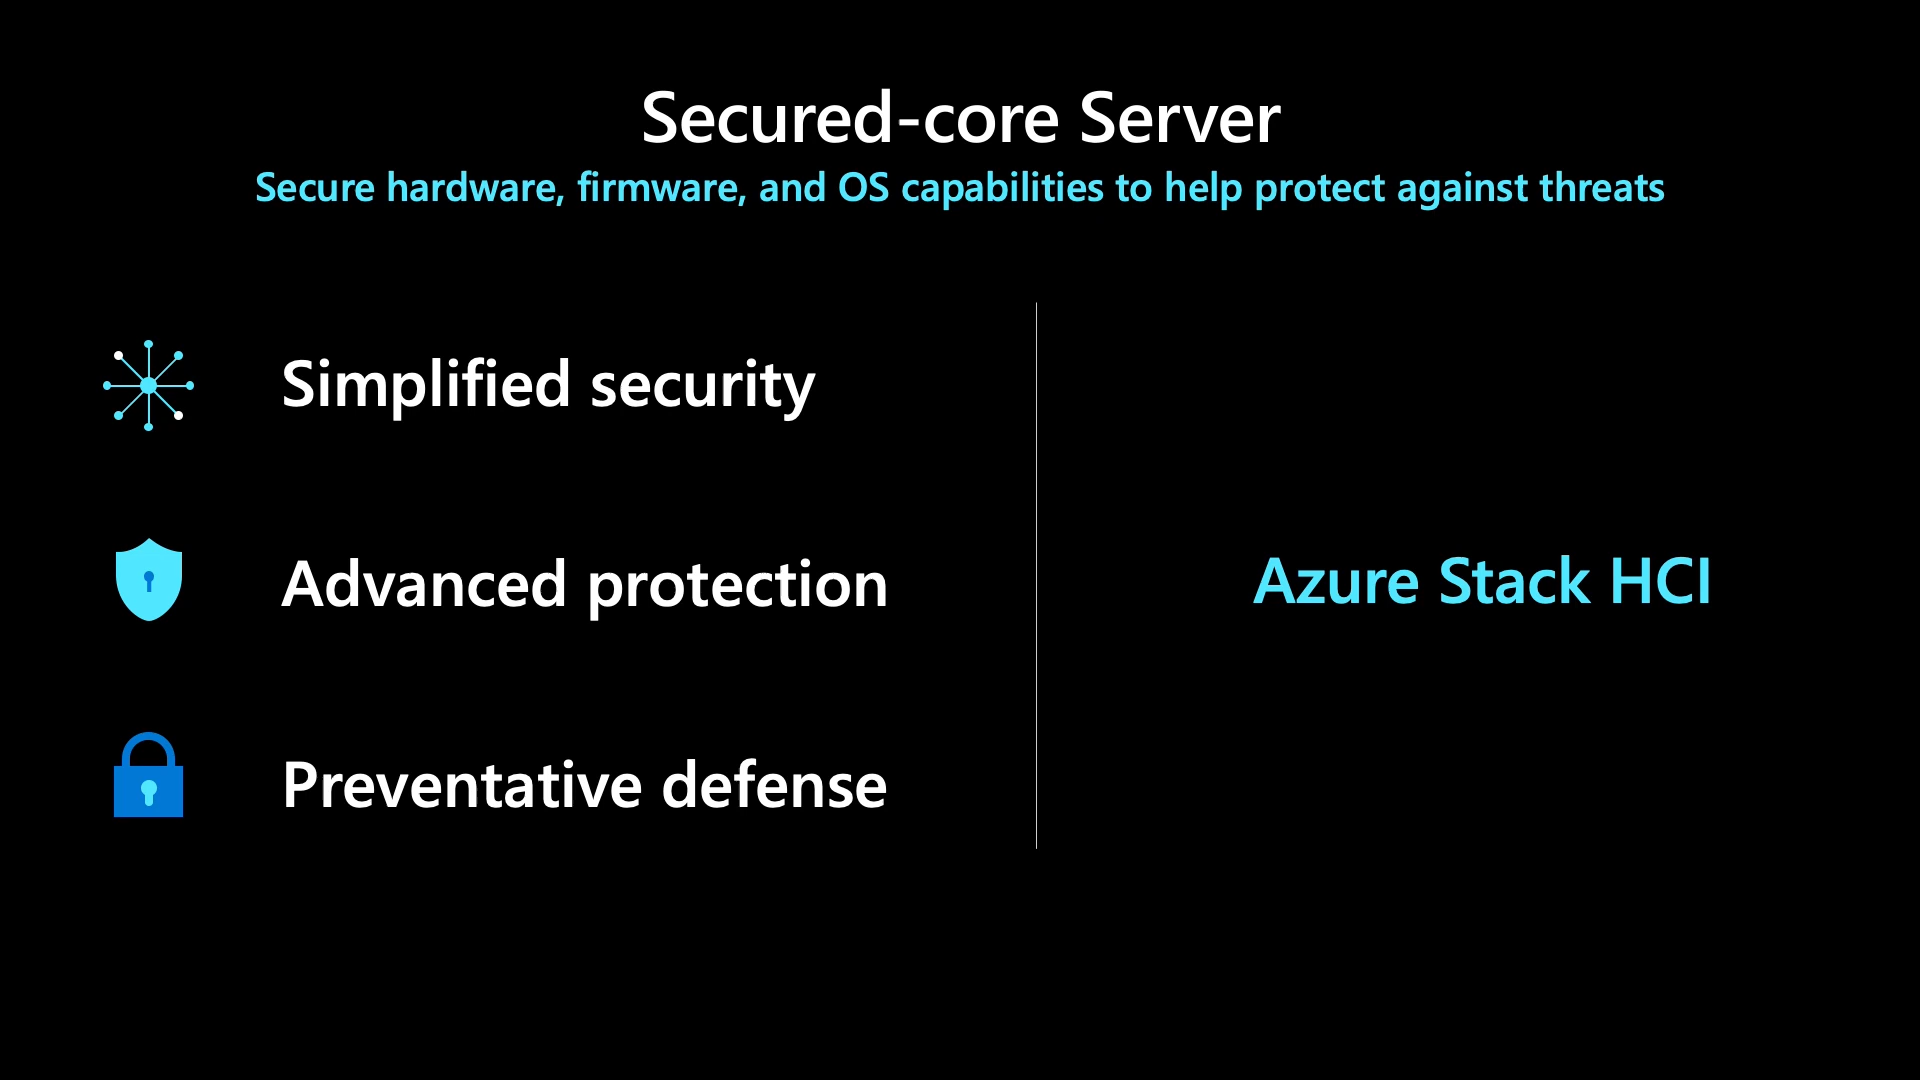 Secured-core Server
Secure hardware, firmware, and OS capabilities to help protect against threats
Simplified security
Advanced protection
Preventative defense
Azure Stack HCI